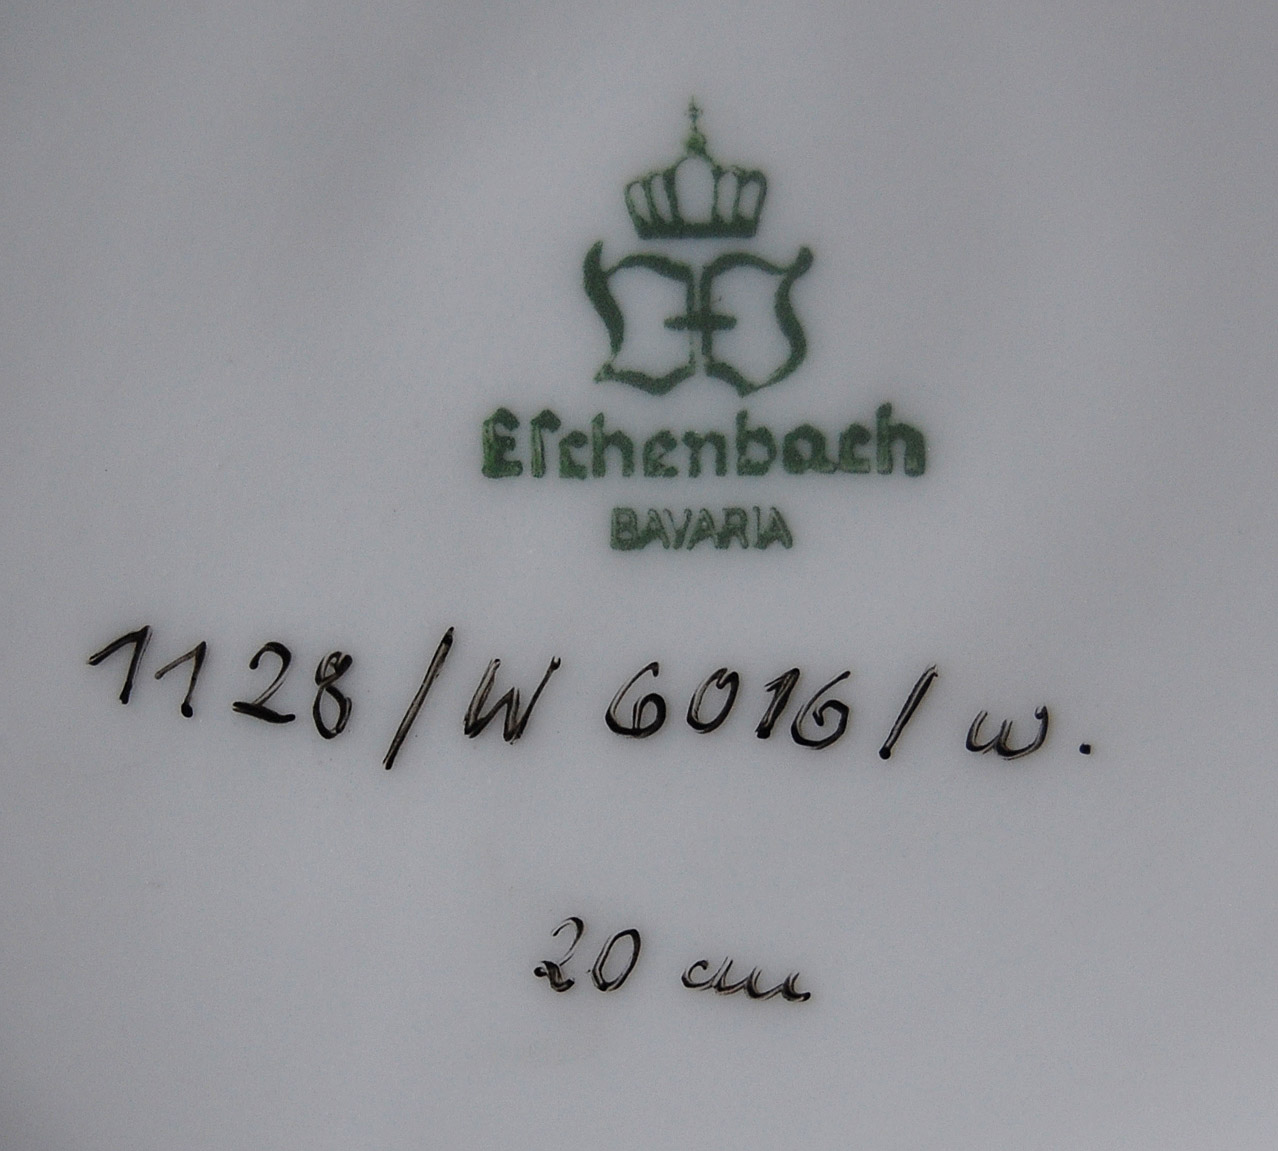 Eſchenbach
BAVARIA
1128/W 6016/w.
20 cm